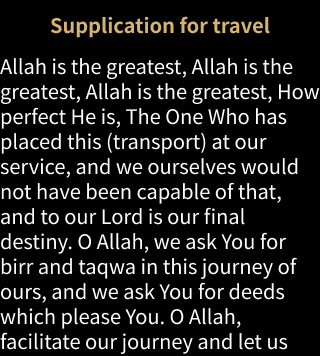 Supplication for travel
Allah is the greatest, Allah is the
greatest, Allah is the greatest, How
perfect He is, The One Who has
placed this (transport) at our
service, and we ourselves would
not have been capable of that,
and to our Lord is our final
destiny. O Allah, we ask You for
birr and taqwa in this journey of
ours, and we ask You for deeds
which please You. O Allah,
facilitate our journey and let us